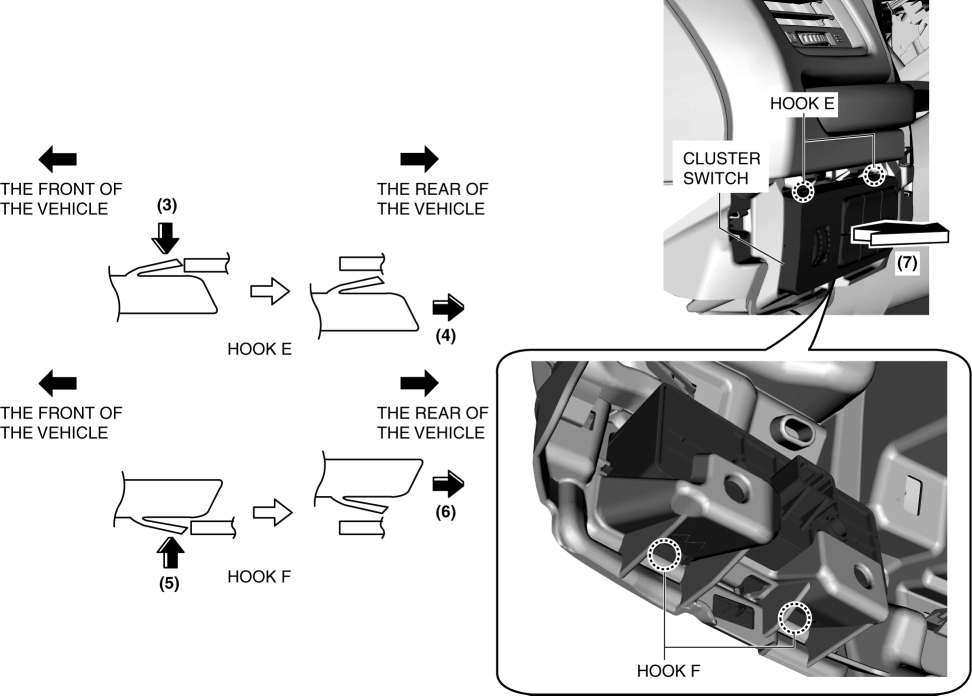 THE FRONT OF
THE VEHICLE
(3)
THE REAR OF
THE VEHICLE
(4)
HOOK E
THE FRONT OF
THE VEHICLE
THE REAR OF
THE VEHICLE
(5)
(6)
HOOK F
HOOK E
CLUSTER
SWITCH
(7)
HOOK F